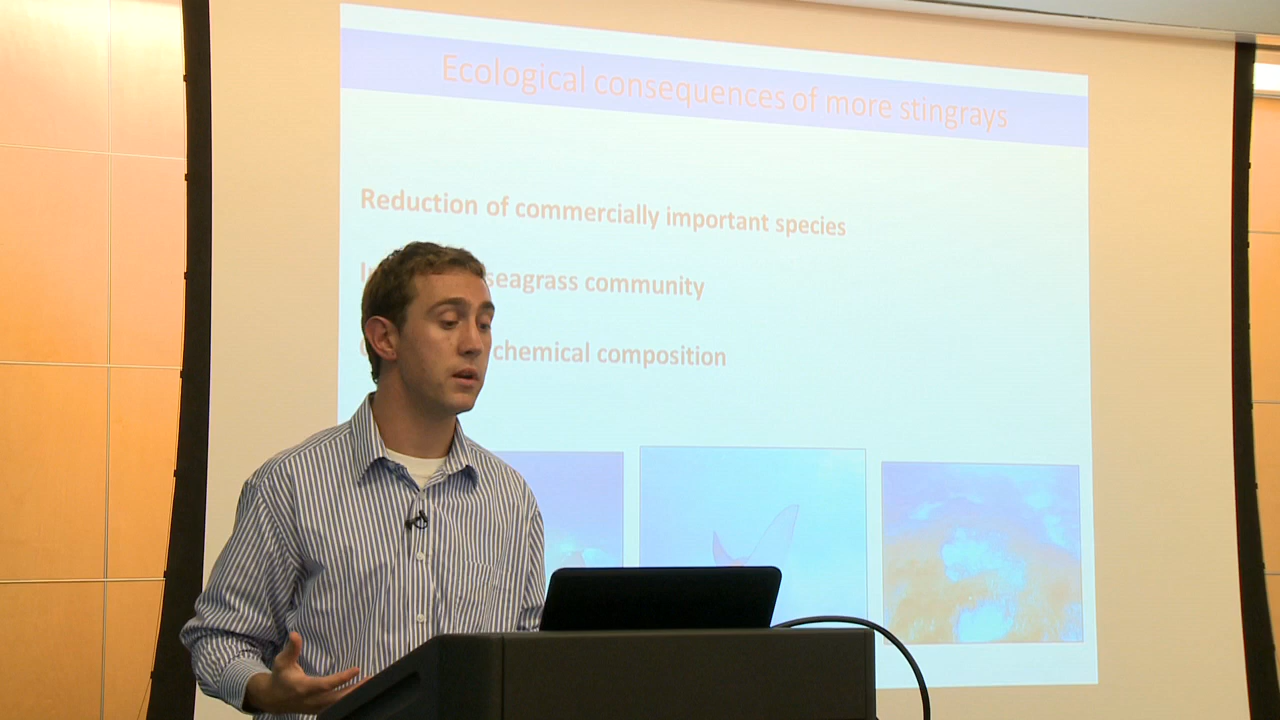 Ecological consequences of more stingrays
Reduction of commercially important species
seagrass community
chemical composition